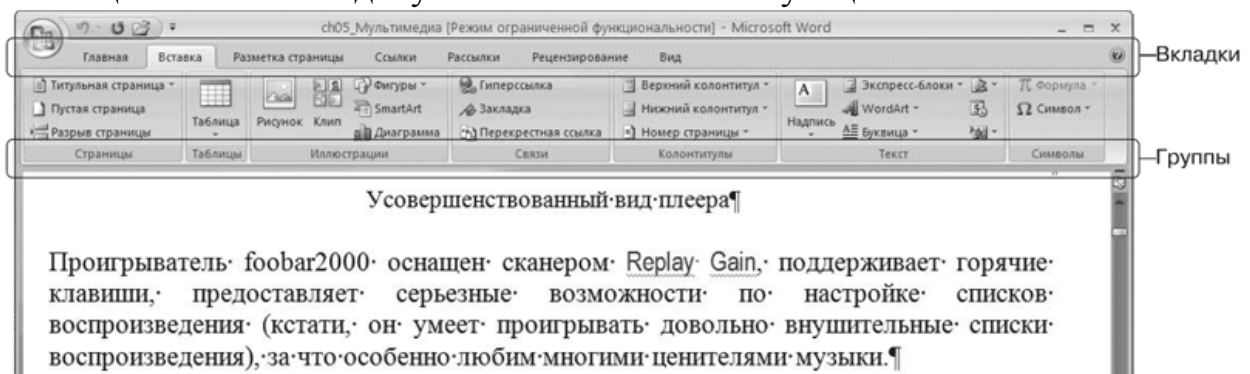 ch05_Мультимедиа [Режим ограниченной функциональности] - Microsoft Word
Главная Вставка Разметка страницы Ссылки Рассылки Рецензирование Вид
Вкладки
Титульная страница Таблица Рисунок Клип Фигуры Гиперссылка Верхний колонтитул Надпись Экспресс-блоки π Формула
Пустая страница SmartArt Закладка Нижний колонтитул WordArt Ω Символ
Разрыв страницы Диаграмма Перекрестная ссылка Номер страницы Буквица
Страницы Таблицы Иллюстрации Связи Колонтитулы Текст Символы
Группы
Усовершенствованный·вид·плеера¶
Проигрыватель· foobar2000· оснащен· сканером· Replay· Gain,· поддерживает· горячие·
клавиши,· предоставляет· серьезные· возможности· по· настройке· списков·
воспроизведения· (кстати,· он· умеет· проигрывать· довольно· внушительные· списки·
воспроизведения),·за·что·особенно·любим·многими·ценителями·музыки.¶